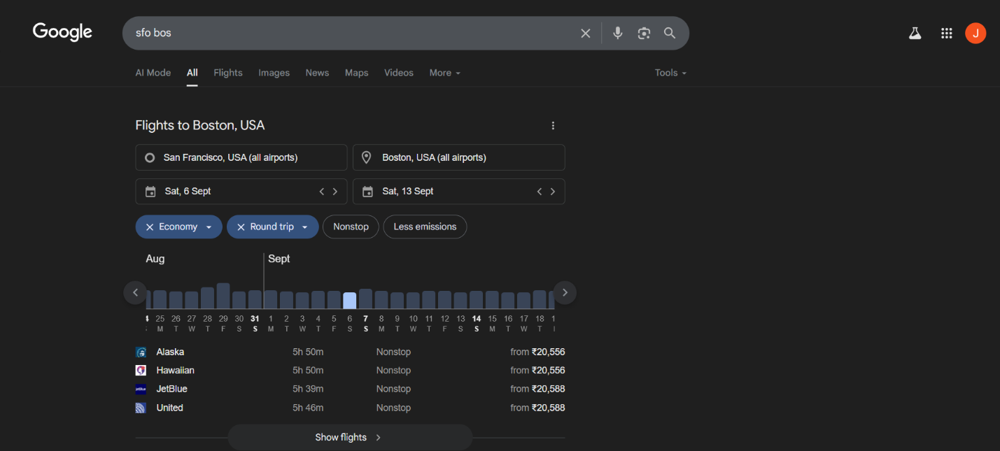 Google
sfo bos
J
AI Mode All Flights Images News Maps Videos More Tools
Flights to Boston, USA
San Francisco, USA (all airports) Boston, USA (all airports)
Sat, 6 Sept Sat, 13 Sept
Economy Round trip Nonstop Less emissions
Aug Sept
25 26 27 28 29 30 31 1 2 3 4 5 6 7 8 9 10 11 12 13 14 15 16 17 18
M T W T F S S M T W T F S S M T W T F S S M T W T
Alaska 5h 50m Nonstop from ₹20,556
Hawaiian 5h 50m Nonstop from ₹20,556
JetBlue 5h 39m Nonstop from ₹20,588
United 5h 46m Nonstop from ₹20,588
Show flights